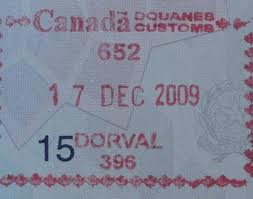 Canada DOUANES CUSTOMS
652
17 DEC 2009
15 DORVAL
396